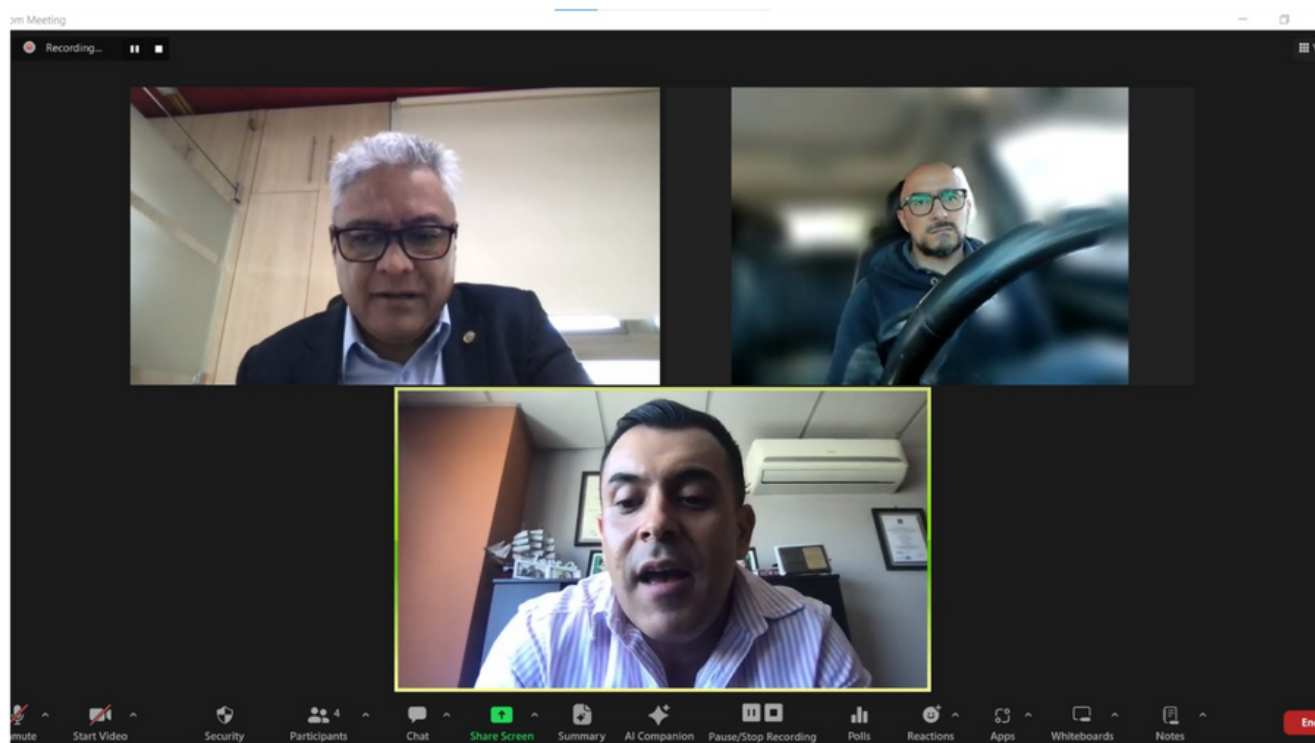 om Meeting
Recording...
mute
Start Video
Security
Participants
4
Chat
Share Screen
Summary
AI Companion
Pause/Stop Recording
Polls
Reactions
Apps
Whiteboards
Notes
En